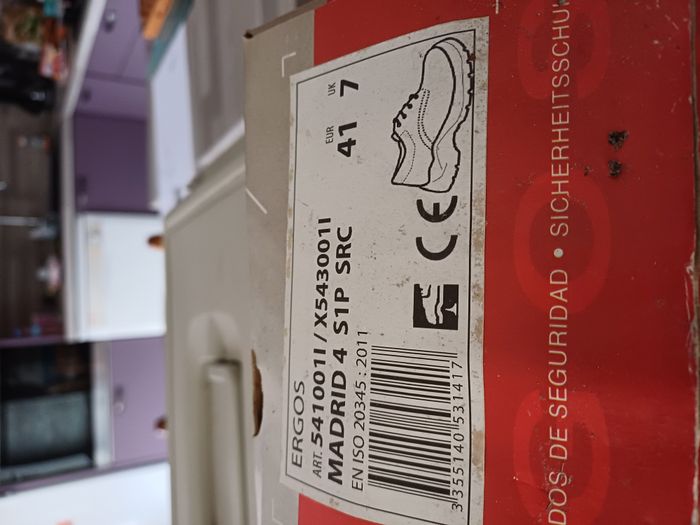 ERGOS
ART. 541001I / X543001I
MADRID 4 S1P SRC
EN ISO 20345 : 2011
3 355140 531417
EUR UK
41 7
CE
DOS DE SEGURIDAD • SICHERHEITSSCHU